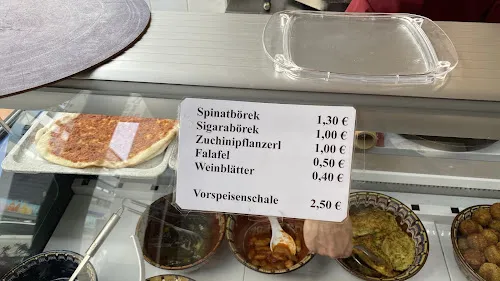 Spinatbörek 1,30 €
Sigarabörek 1,00 €
Zuchinipflanzerl 1,00 €
Falafel 0,50 €
Weinblätter 0,40 €
Vorspeisenschale 2,50 €